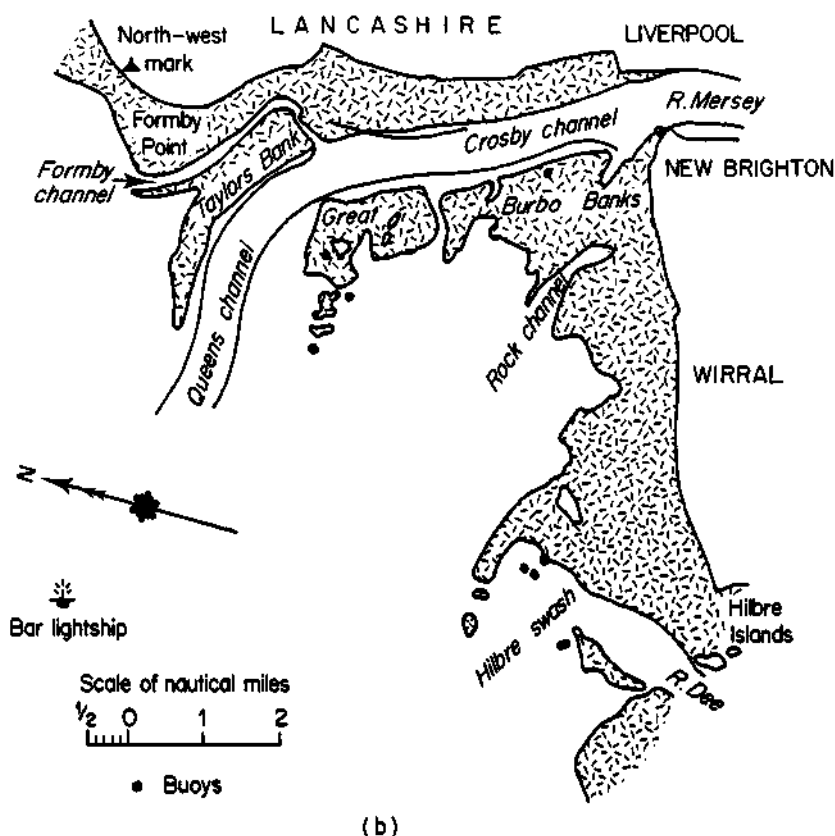 LANCASHIRE
North-west
mark
LIVERPOOL
R. Mersey
Formby
Point
Crosby channel
Formby
channel
Taylors Bank
NEW BRIGHTON
Great Burbo Banks
Queens channel
Rock channel
WIRRAL
N
Bar lightship
Hilbre
Islands
Hilbre swash
R. Dee
Scale of nautical miles
½ 0 1 2
Buoys
(b)